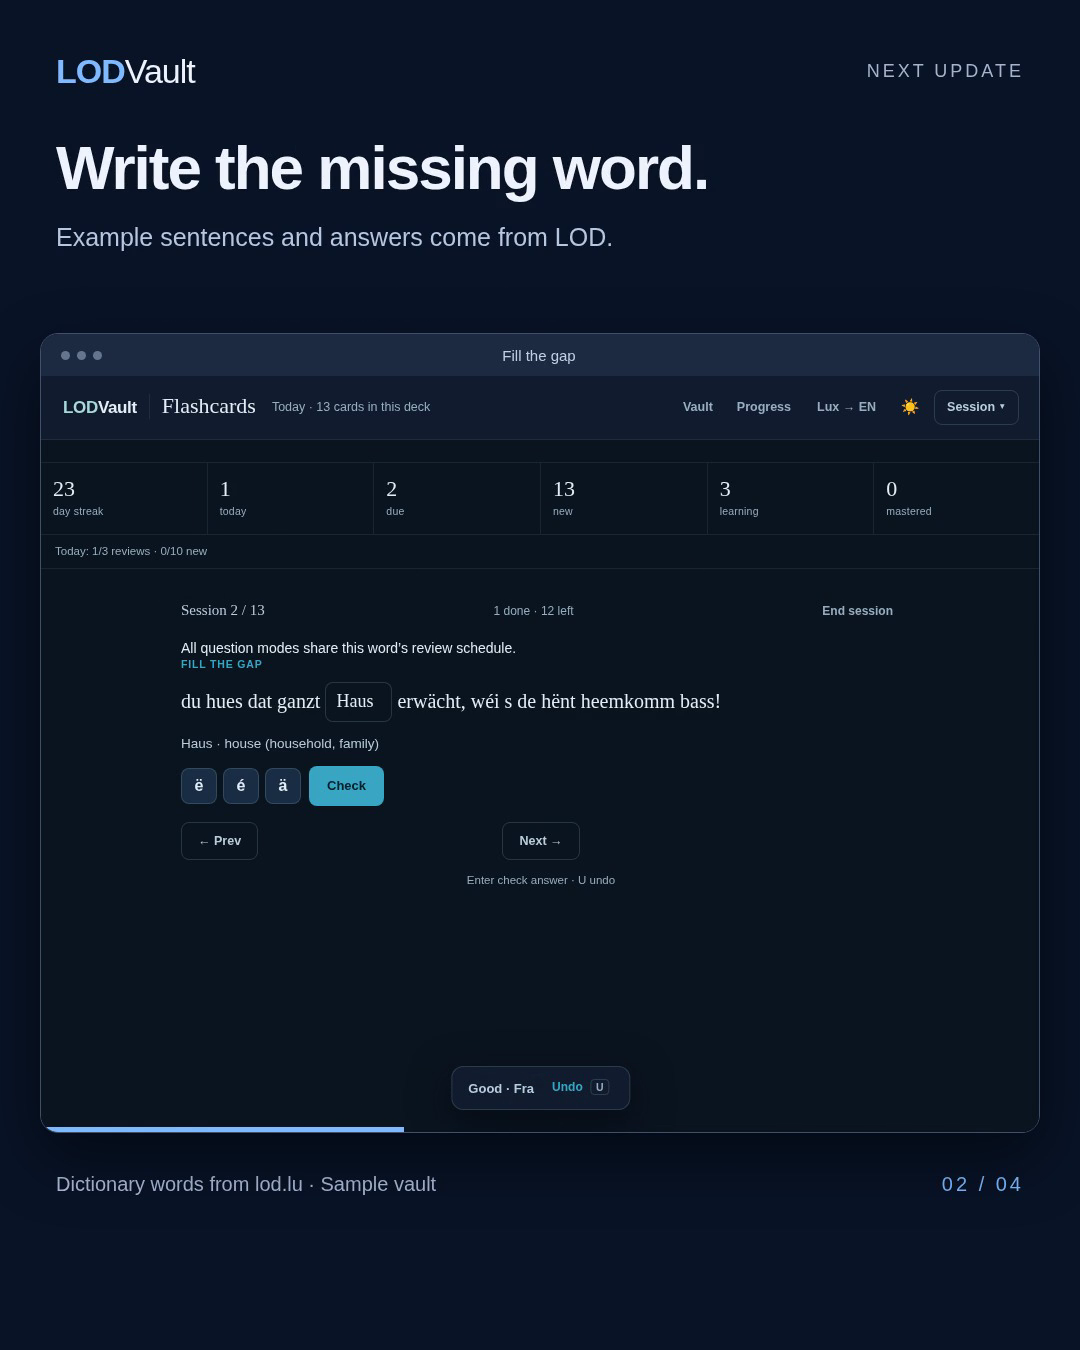 LODVault
NEXT UPDATE
Write the missing word.
Example sentences and answers come from LOD.
Fill the gap
LODVault Flashcards Today · 13 cards in this deck Vault Progress Lux → EN ☀️ Session ▾
23 1 2 13 3 0
day streak today due new learning mastered
Today: 1/3 reviews · 0/10 new
Session 2 / 13 1 done · 12 left End session
All question modes share this word's review schedule.
FILL THE GAP
du hues dat ganzt Haus erwächt, wéi s de hënt heemkomm bass!
Haus · house (household, family)
ë é ä Check
← Prev Next →
Enter check answer · U undo
Good · Fra Undo U
Dictionary words from lod.lu · Sample vault
02 / 04